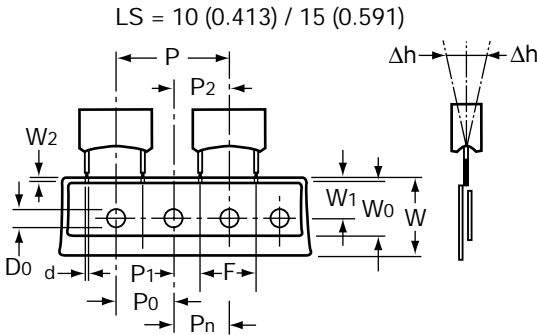 LS = 10 (0.413) / 15 (0.591)
P
Δh Δh
P2
W2
W1
W0
W
D0
d
P1
F
P0
Pn